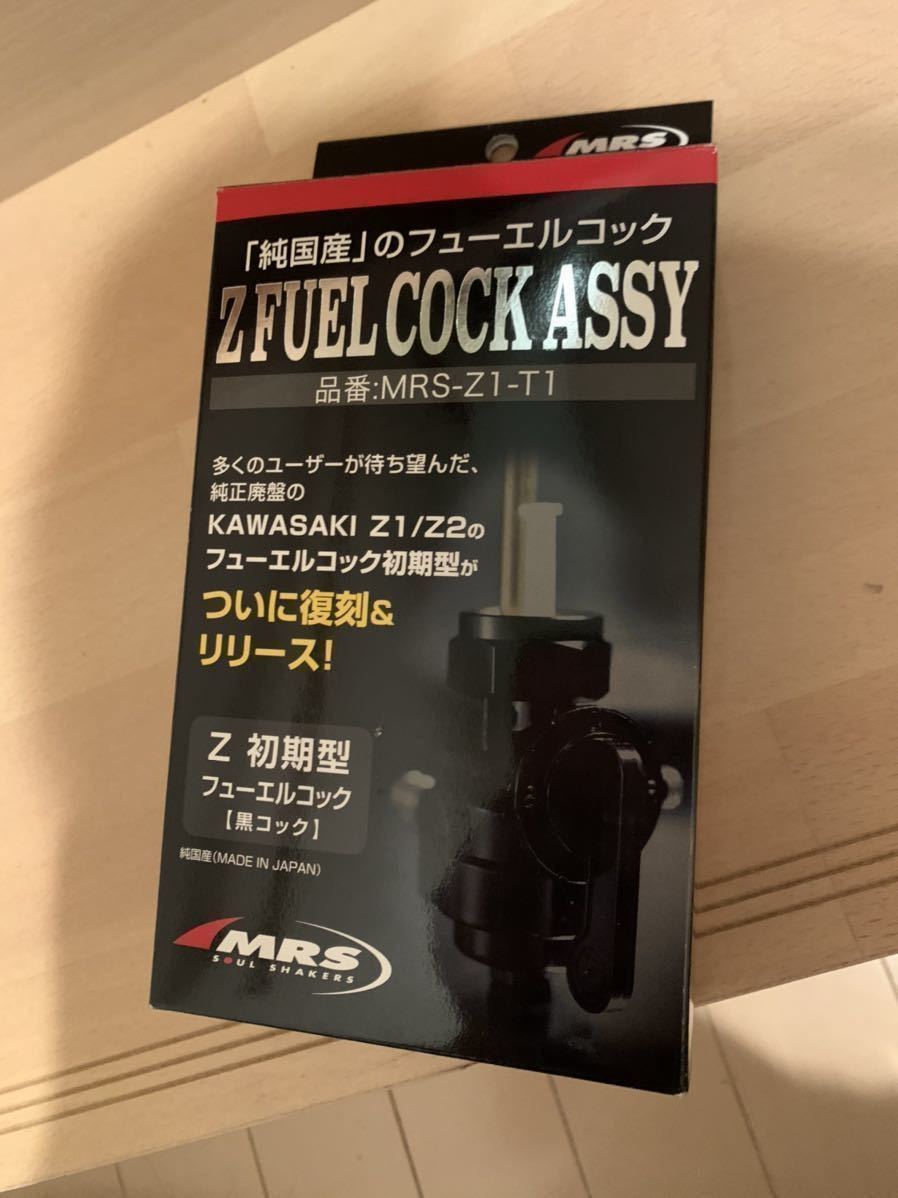 MRS
「純国産」のフューエルコック
Z FUEL COCK ASSY
品番:MRS-Z1-T1
多くのユーザーが待ち望んだ、
純正廃盤の
KAWASAKI Z1/Z2の
フューエルコック初期型が
ついに復刻&
リリース!
Z 初期型
フューエルコック
【黒コック】
純国産(MADE IN JAPAN)
MRS
SOUL SHAKERS